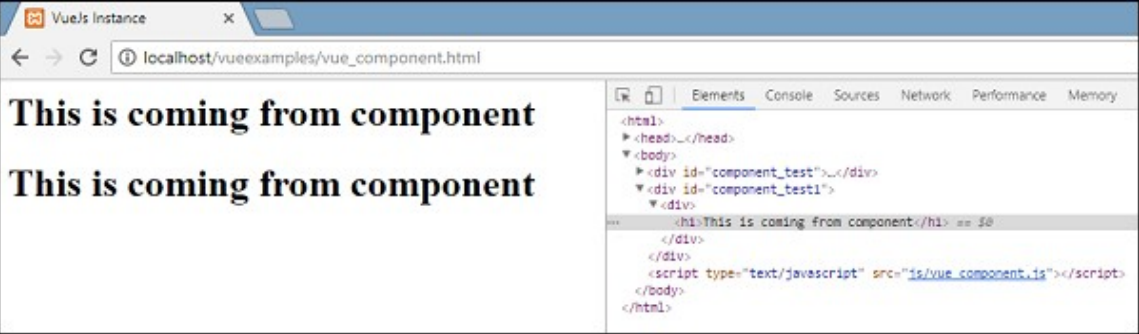 VueJs Instance
localhost/vueexamples/vue_component.html
This is coming from component
This is coming from component
Elements Console Sources Network Performance Memory
<html>
<head>…</head>
<body>
<div id="component_test">…</div>
<div id="component_test1">
<div>
<h1>This is coming from component</h1> == $0
</div>
</div>
<script type="text/javascript" src="js/vue_component.js"></script>
</body>
</html>